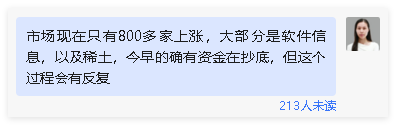 市场现在只有800多家上涨，大部分是软件信
息，以及稀土，今早的确有资金在抄底，但这个
过程会有反复
213人未读